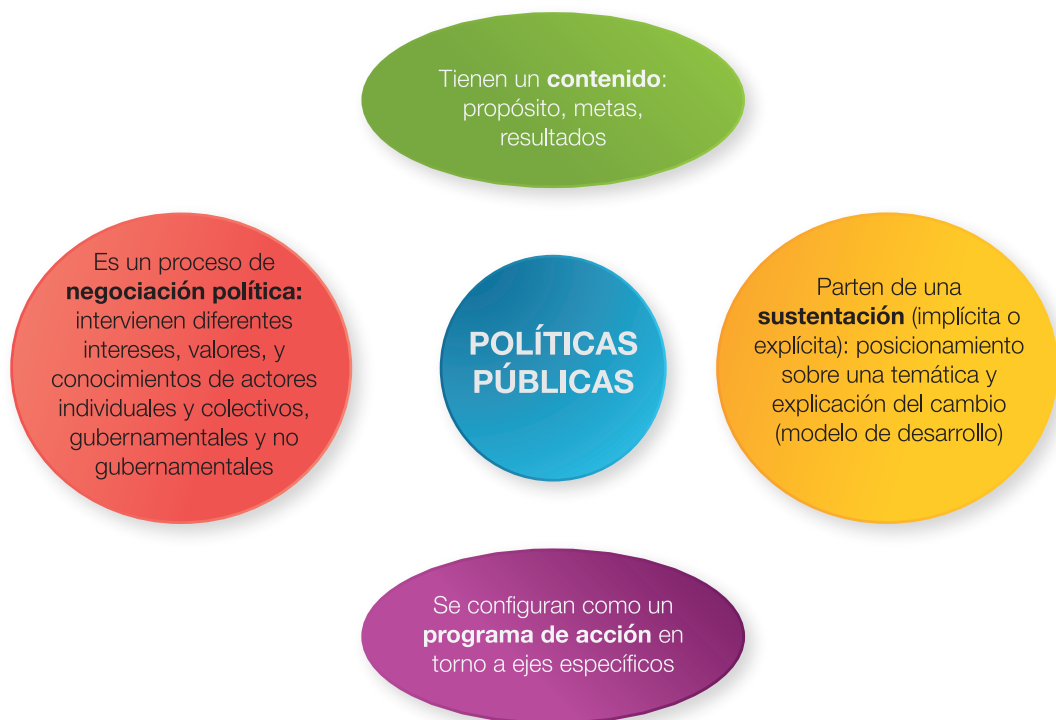 Tienen un contenido:
propósito, metas,
resultados
Es un proceso de
negociación política:
intervienen diferentes
intereses, valores, y
conocimientos de actores
individuales y colectivos,
gubernamentales y no
gubernamentales
POLÍTICAS
PÚBLICAS
Parten de una
sustentación (implícita o
explícita): posicionamiento
sobre una temática y
explicación del cambio
(modelo de desarrollo)
Se configuran como un
programa de acción en
torno a ejes específicos